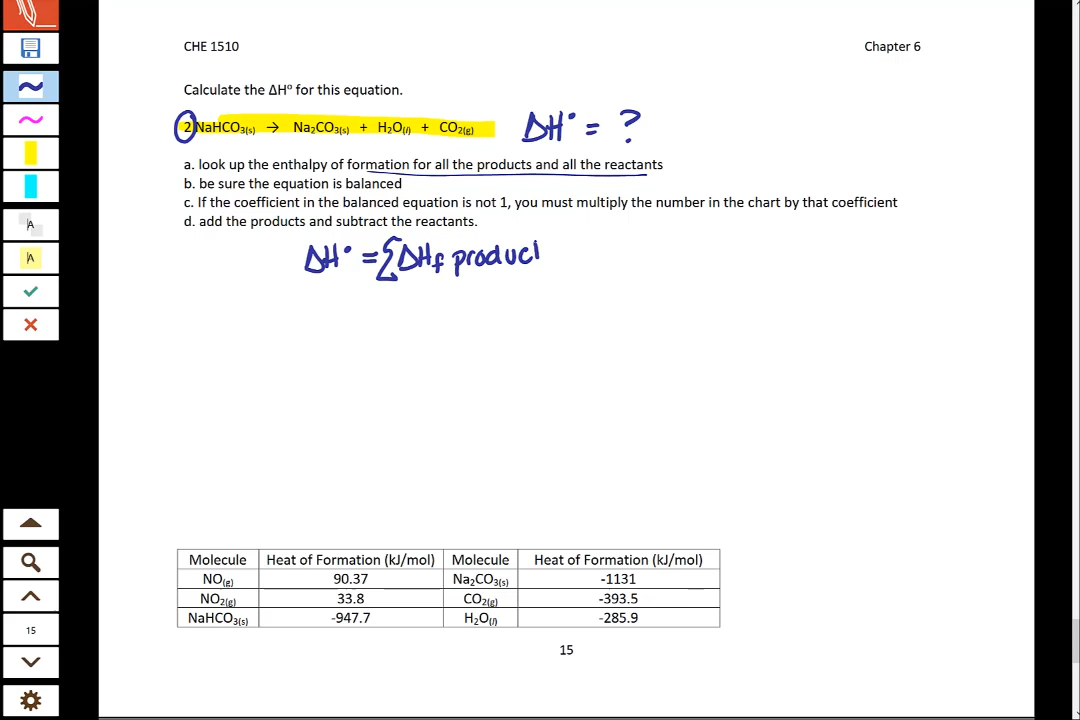 CHE 1510 Chapter 6
Calculate the ΔH° for this equation.
2 NaHCO₃₍s₎ → Na₂CO₃₍s₎ + H₂O₍l₎ + CO₂₍g₎ ΔH° = ?
a. look up the enthalpy of formation for all the products and all the reactants
b. be sure the equation is balanced
c. If the coefficient in the balanced equation is not 1, you must multiply the number in the chart by that coefficient
d. add the products and subtract the reactants.
ΔH° = Σ ΔHf
A
A
Molecule Heat of Formation (kJ/mol) Molecule Heat of Formation (kJ/mol)
NO₍g₎ 90.37 Na₂CO₃₍s₎ -1131
NO₂₍g₎ 33.8 CO₂₍g₎ -393.5
NaHCO₃₍s₎ -947.7 H₂O₍l₎ -285.9
15
15